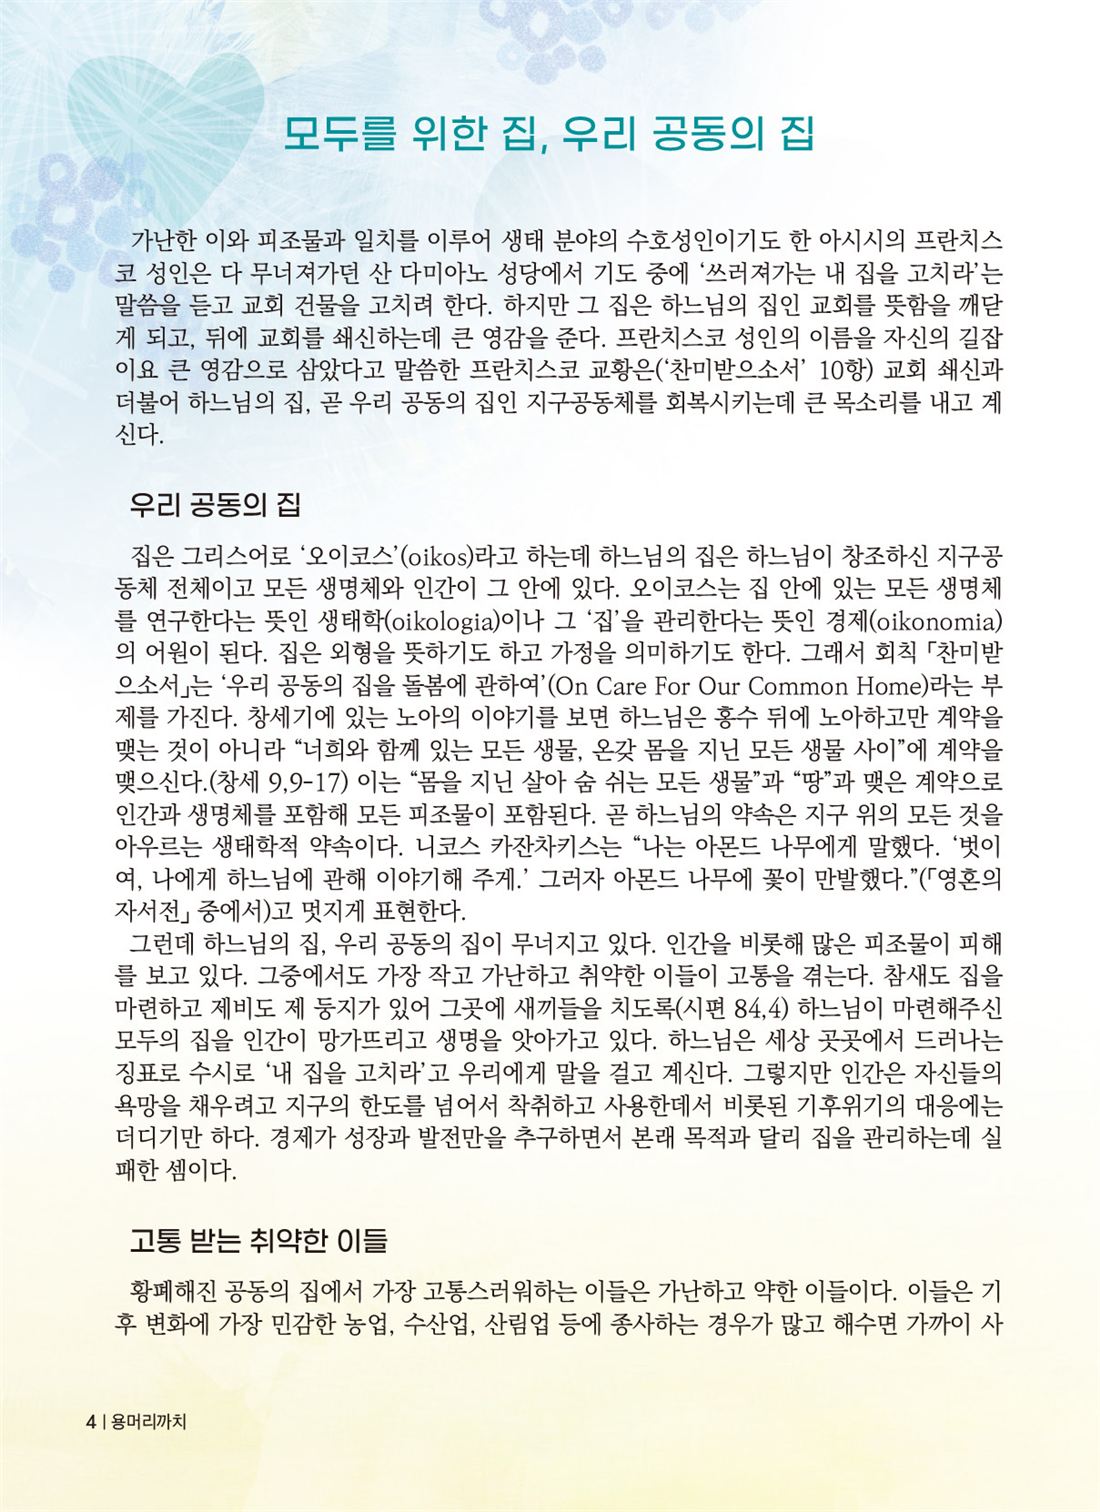 모두를 위한 집, 우리 공동의 집
가난한 이와 피조물과 일치를 이루어 생태 분야의 수호성인이기도 한 아시시의 프란치스
코 성인은 다 무너져가던 산 다미아노 성당에서 기도 중에 ‘쓰러져가는 내 집을 고치라’는
말씀을 듣고 교회 건물을 고치려 한다. 하지만 그 집은 하느님의 집인 교회를 뜻함을 깨닫
게 되고, 뒤에 교회를 쇄신하는데 큰 영감을 준다. 프란치스코 성인의 이름을 자신의 길잡
이요 큰 영감으로 삼았다고 말씀한 프란치스코 교황은(‘찬미받으소서’ 10항) 교회 쇄신과
더불어 하느님의 집, 곧 우리 공동의 집인 지구공동체를 회복시키는데 큰 목소리를 내고 계
신다.
우리 공동의 집
집은 그리스어로 ‘오이코스’(oikos)라고 하는데 하느님의 집은 하느님이 창조하신 지구공
동체 전체이고 모든 생명체와 인간이 그 안에 있다. 오이코스는 집 안에 있는 모든 생명체
를 연구한다는 뜻인 생태학(oikologia)이나 그 ‘집’을 관리한다는 뜻인 경제(oikonomia)
의 어원이 된다. 집은 외형을 뜻하기도 하고 가정을 의미하기도 한다. 그래서 회칙 「찬미받
으소서」는 ‘우리 공동의 집을 돌봄에 관하여’(On Care For Our Common Home)라는 부
제를 가진다. 창세기에 있는 노아의 이야기를 보면 하느님은 홍수 뒤에 노아하고만 계약을
맺는 것이 아니라 “너희와 함께 있는 모든 생물, 온갖 몸을 지닌 모든 생물 사이”에 계약을
맺으신다.(창세 9,9-17) 이는 “몸을 지닌 살아 숨 쉬는 모든 생물”과 “땅”과 맺은 계약으로
인간과 생명체를 포함해 모든 피조물이 포함된다. 곧 하느님의 약속은 지구 위의 모든 것을
아우르는 생태학적 약속이다. 니코스 카잔차키스는 “나는 아몬드 나무에게 말했다. ‘벗이
여, 나에게 하느님에 관해 이야기해 주게.’ 그러자 아몬드 나무에 꽃이 만발했다.”(「영혼의
자서전」 중에서)고 멋지게 표현한다.
그런데 하느님의 집, 우리 공동의 집이 무너지고 있다. 인간을 비롯해 많은 피조물이 피해
를 보고 있다. 그중에서도 가장 작고 가난하고 취약한 이들이 고통을 겪는다. 참새도 집을
마련하고 제비도 제 둥지가 있어 그곳에 새끼들을 치도록(시편 84,4) 하느님이 마련해주신
모두의 집을 인간이 망가뜨리고 생명을 앗아가고 있다. 하느님은 세상 곳곳에서 드러나는
징표로 수시로 ‘내 집을 고치라’고 우리에게 말을 걸고 계신다. 그렇지만 인간은 자신들의
욕망을 채우려고 지구의 한도를 넘어서 착취하고 사용한데서 비롯된 기후위기의 대응에는
더디기만 하다. 경제가 성장과 발전만을 추구하면서 본래 목적과 달리 집을 관리하는데 실
패한 셈이다.
고통 받는 취약한 이들
황폐해진 공동의 집에서 가장 고통스러워하는 이들은 가난하고 약한 이들이다. 이들은 기
후 변화에 가장 민감한 농업, 수산업, 산림업 등에 종사하는 경우가 많고 해수면 가까이 사
4 | 용머리까치